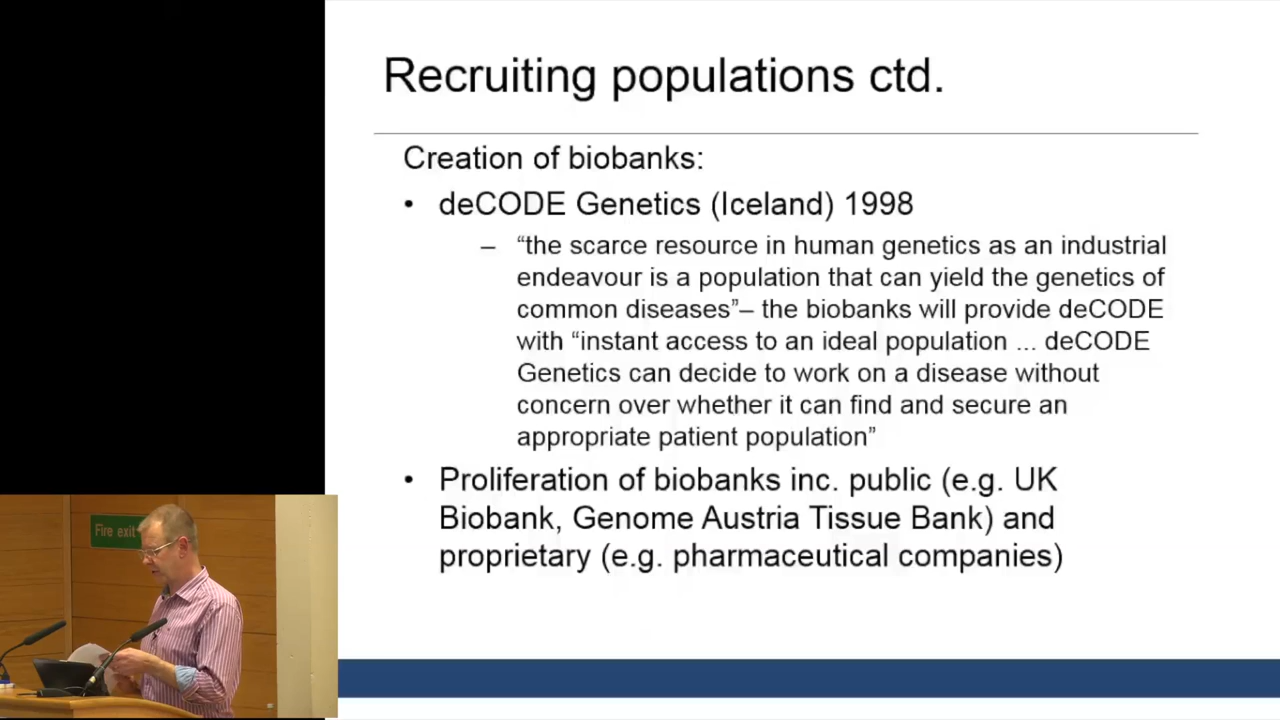 Recruiting populations ctd.
Creation of biobanks:
• deCODE Genetics (Iceland) 1998
– “the scarce resource in human genetics as an industrial
endeavour is a population that can yield the genetics of
common diseases”– the biobanks will provide deCODE
with “instant access to an ideal population ... deCODE
Genetics can decide to work on a disease without
concern over whether it can find and secure an
appropriate patient population”
• Proliferation of biobanks inc. public (e.g. UK
Biobank, Genome Austria Tissue Bank) and
proprietary (e.g. pharmaceutical companies)
Fire exit